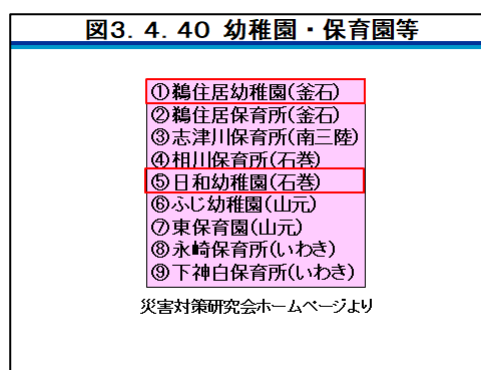 図3．4．40 幼稚園・保育園等
①鵜住居幼稚園(釜石)
②鵜住居保育所(釜石)
③志津川保育所(南三陸)
④相川保育所(石巻)
⑤日和幼稚園(石巻)
⑥ふじ幼稚園(山元)
⑦東保育園(山元)
⑧永崎保育所(いわき)
⑨下神白保育所(いわき)
災害対策研究会ホームページより